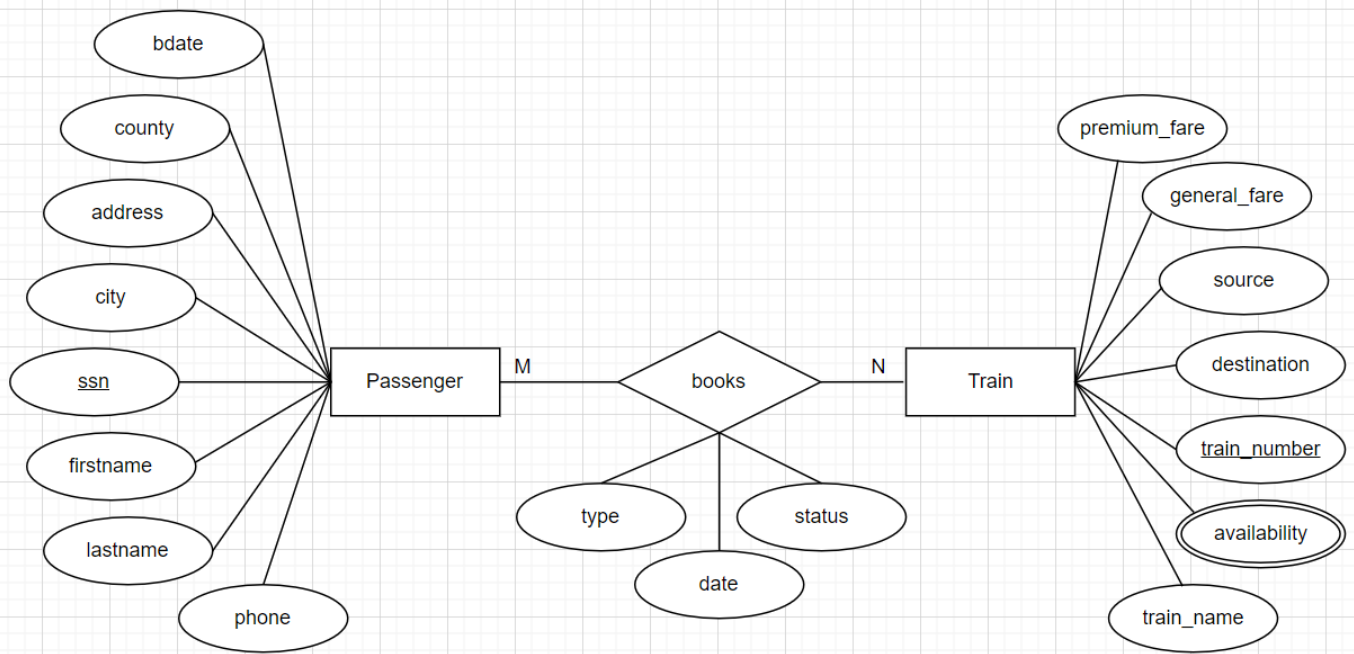 bdate
county
address
city
ssn
firstname
lastname
phone
Passenger
M
books
N
Train
type
date
status
premium_fare
general_fare
source
destination
train_number
availability
train_name